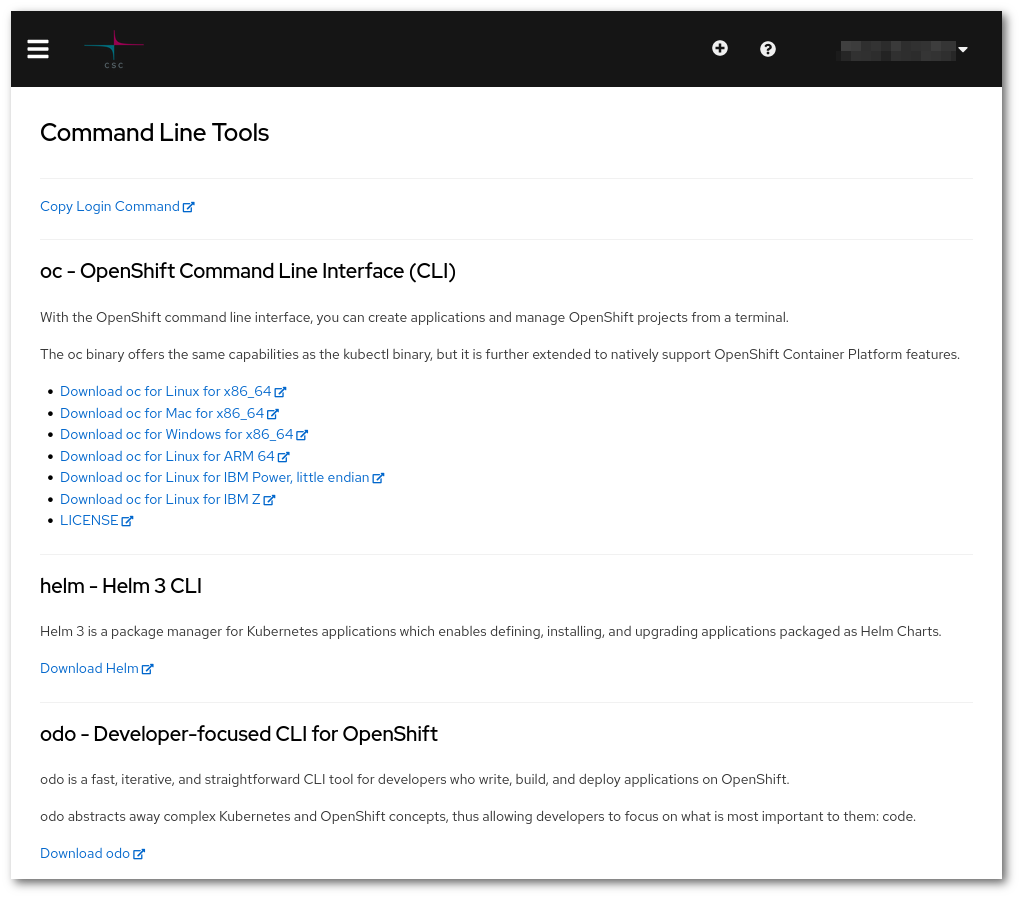 CSC
Command Line Tools
Copy Login Command
oc - OpenShift Command Line Interface (CLI)
With the OpenShift command line interface, you can create applications and manage OpenShift projects from a terminal.
The oc binary offers the same capabilities as the kubectl binary, but it is further extended to natively support OpenShift Container Platform features.
Download oc for Linux for x86_64
Download oc for Mac for x86_64
Download oc for Windows for x86_64
Download oc for Linux for ARM 64
Download oc for Linux for IBM Power, little endian
Download oc for Linux for IBM Z
LICENSE
helm - Helm 3 CLI
Helm 3 is a package manager for Kubernetes applications which enables defining, installing, and upgrading applications packaged as Helm Charts.
Download Helm
odo - Developer-focused CLI for OpenShift
odo is a fast, iterative, and straightforward CLI tool for developers who write, build, and deploy applications on OpenShift.
odo abstracts away complex Kubernetes and OpenShift concepts, thus allowing developers to focus on what is most important to them: code.
Download odo